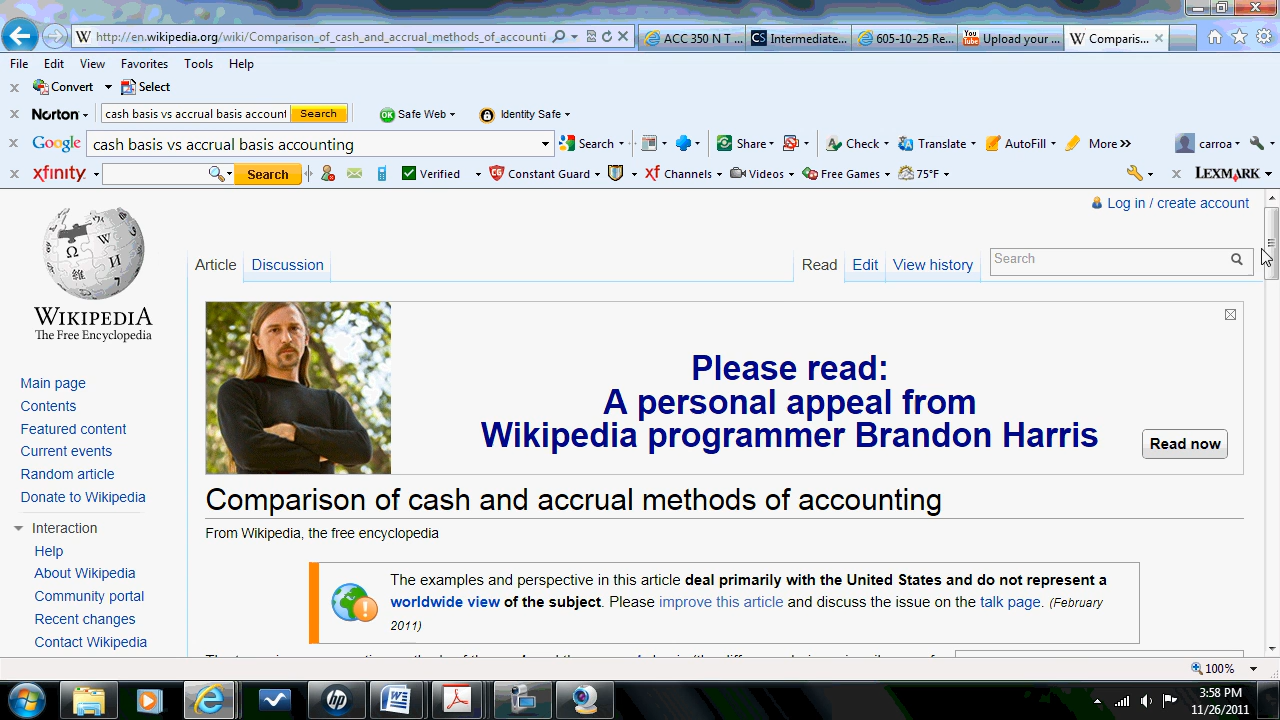 http://en.wikipedia.org/wiki/Comparison_of_cash_and_accrual_methods_of_accounti
ACC 350 N T ...
Intermediate...
605-10-25 Re...
Upload your ...
Comparis...
File Edit View Favorites Tools Help
Convert Select
Norton cash basis vs accrual basis account Search Safe Web Identity Safe
Google cash basis vs accrual basis accounting Search Share Check Translate AutoFill More >> carroa
xfinity Search Verified Constant Guard xf Channels Videos Free Games 75°F LEXMARK
Log in / create account
Article Discussion Read Edit View history Search
WIKIPEDIA
The Free Encyclopedia
Main page
Contents
Featured content
Current events
Random article
Donate to Wikipedia
Interaction
Help
About Wikipedia
Community portal
Recent changes
Contact Wikipedia
Please read:
A personal appeal from
Wikipedia programmer Brandon Harris
Read now
Comparison of cash and accrual methods of accounting
From Wikipedia, the free encyclopedia
The examples and perspective in this article deal primarily with the United States and do not represent a
worldwide view of the subject. Please improve this article and discuss the issue on the talk page. (February
2011)
100%
3:58 PM
11/26/2011